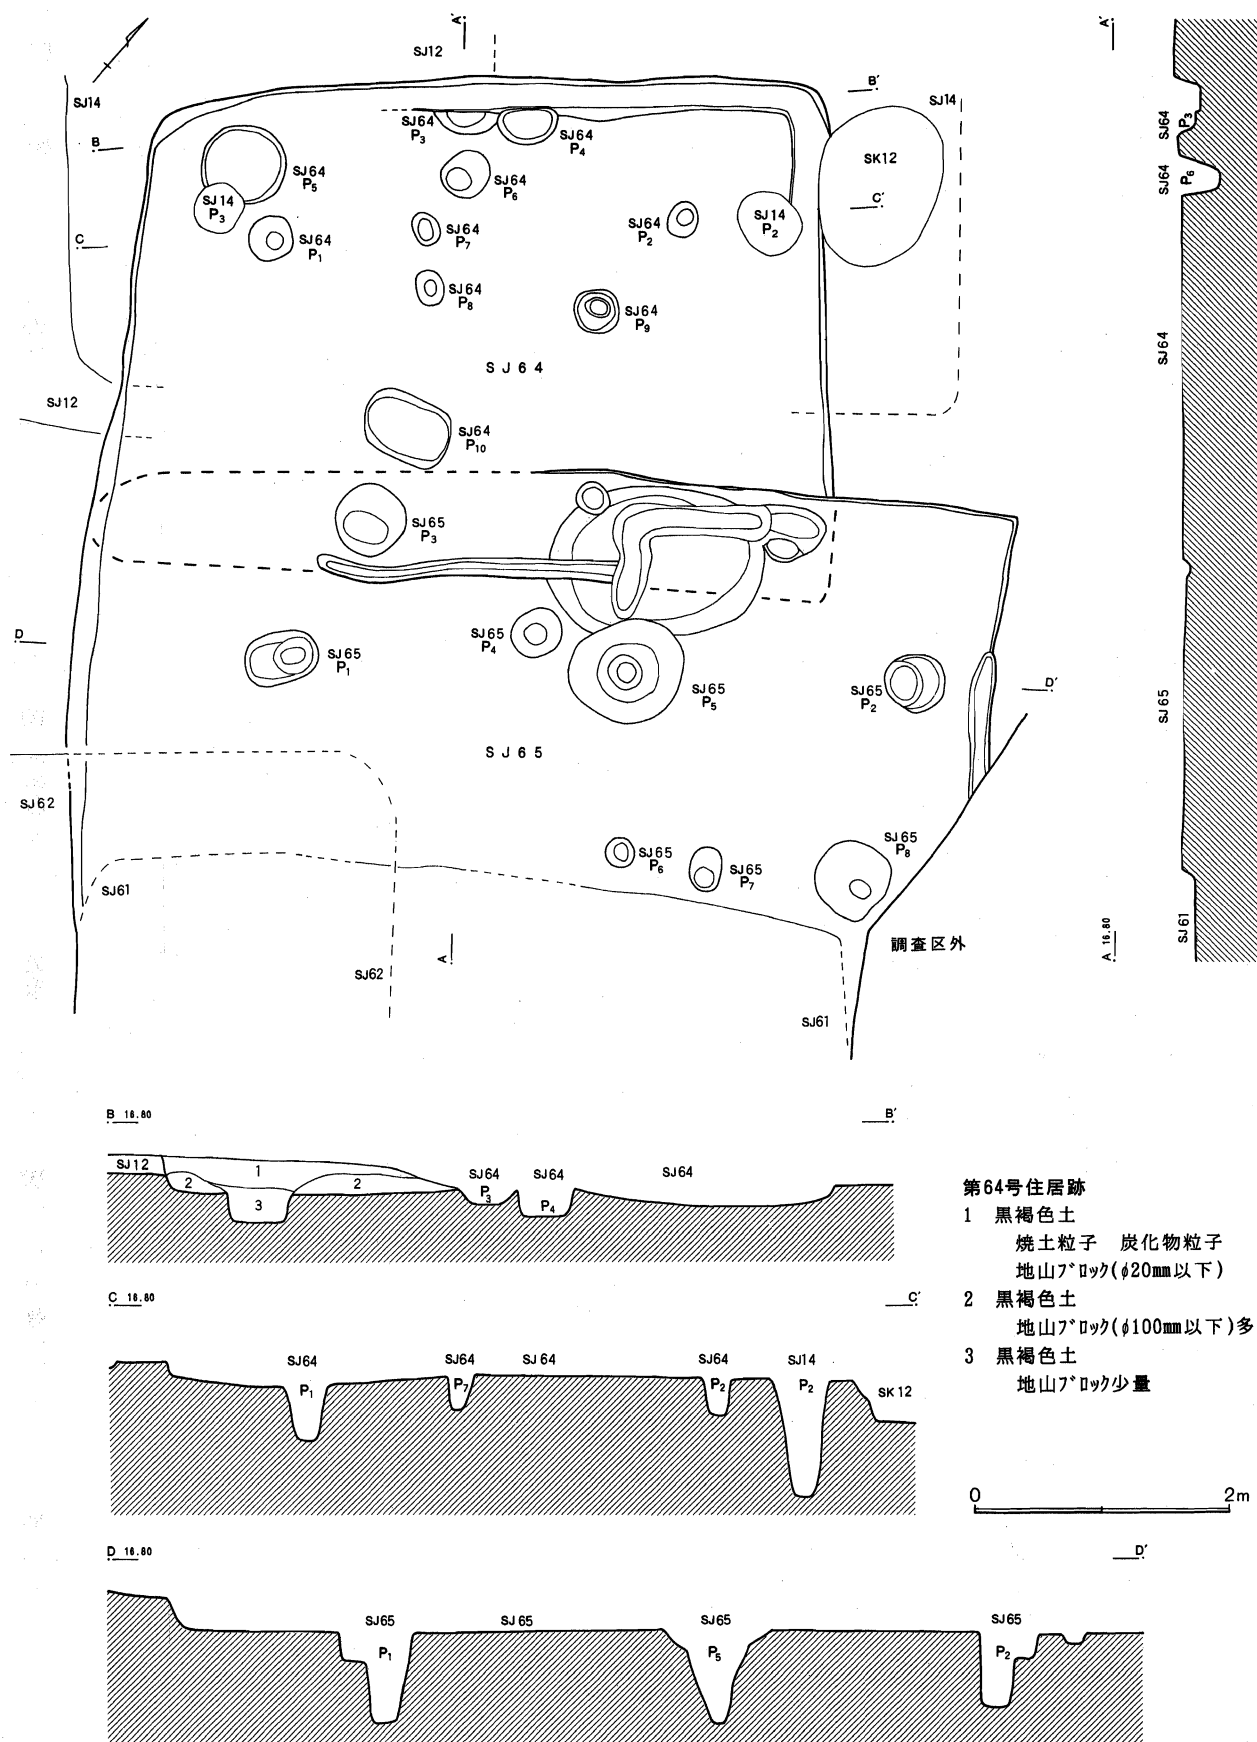 A'
SJ12
A'
SJ14
B'
SJ14
B
SJ64
P3
SJ64
P4
SK12
SJ64
P3
SJ64
P5
SJ64
P6
SJ64
P6
SJ14
P3
C'
C
SJ64
P1
SJ64
P7
SJ64
P2
SJ14
P2
SJ64
P8
SJ64
P9
SJ64
SJ64
SJ12
SJ64
P10
SJ65
P3
D
SJ65
P1
SJ65
P4
SJ65
P5
SJ65
P2
D'
SJ65
SJ65
SJ62
SJ65
P6
SJ65
P7
SJ65
P8
SJ61
SJ61
A
調査区外
A 16.80
SJ62
SJ61
B 16.80
B'
SJ12
1
2
2
3
SJ64
P3
SJ64
P4
SJ64
C 16.80
C'
SJ64
P1
SJ64
P7
SJ64
SJ64
P2
SJ14
P2
SK12
D 16.80
D'
SJ65
P1
SJ65
SJ65
P5
SJ65
P2
第64号住居跡
1 黒褐色土
焼土粒子 炭化物粒子
地山ブロック(φ20mm以下)
2 黒褐色土
地山ブロック(φ100mm以下)多
3 黒褐色土
地山ブロック少量
0 2m